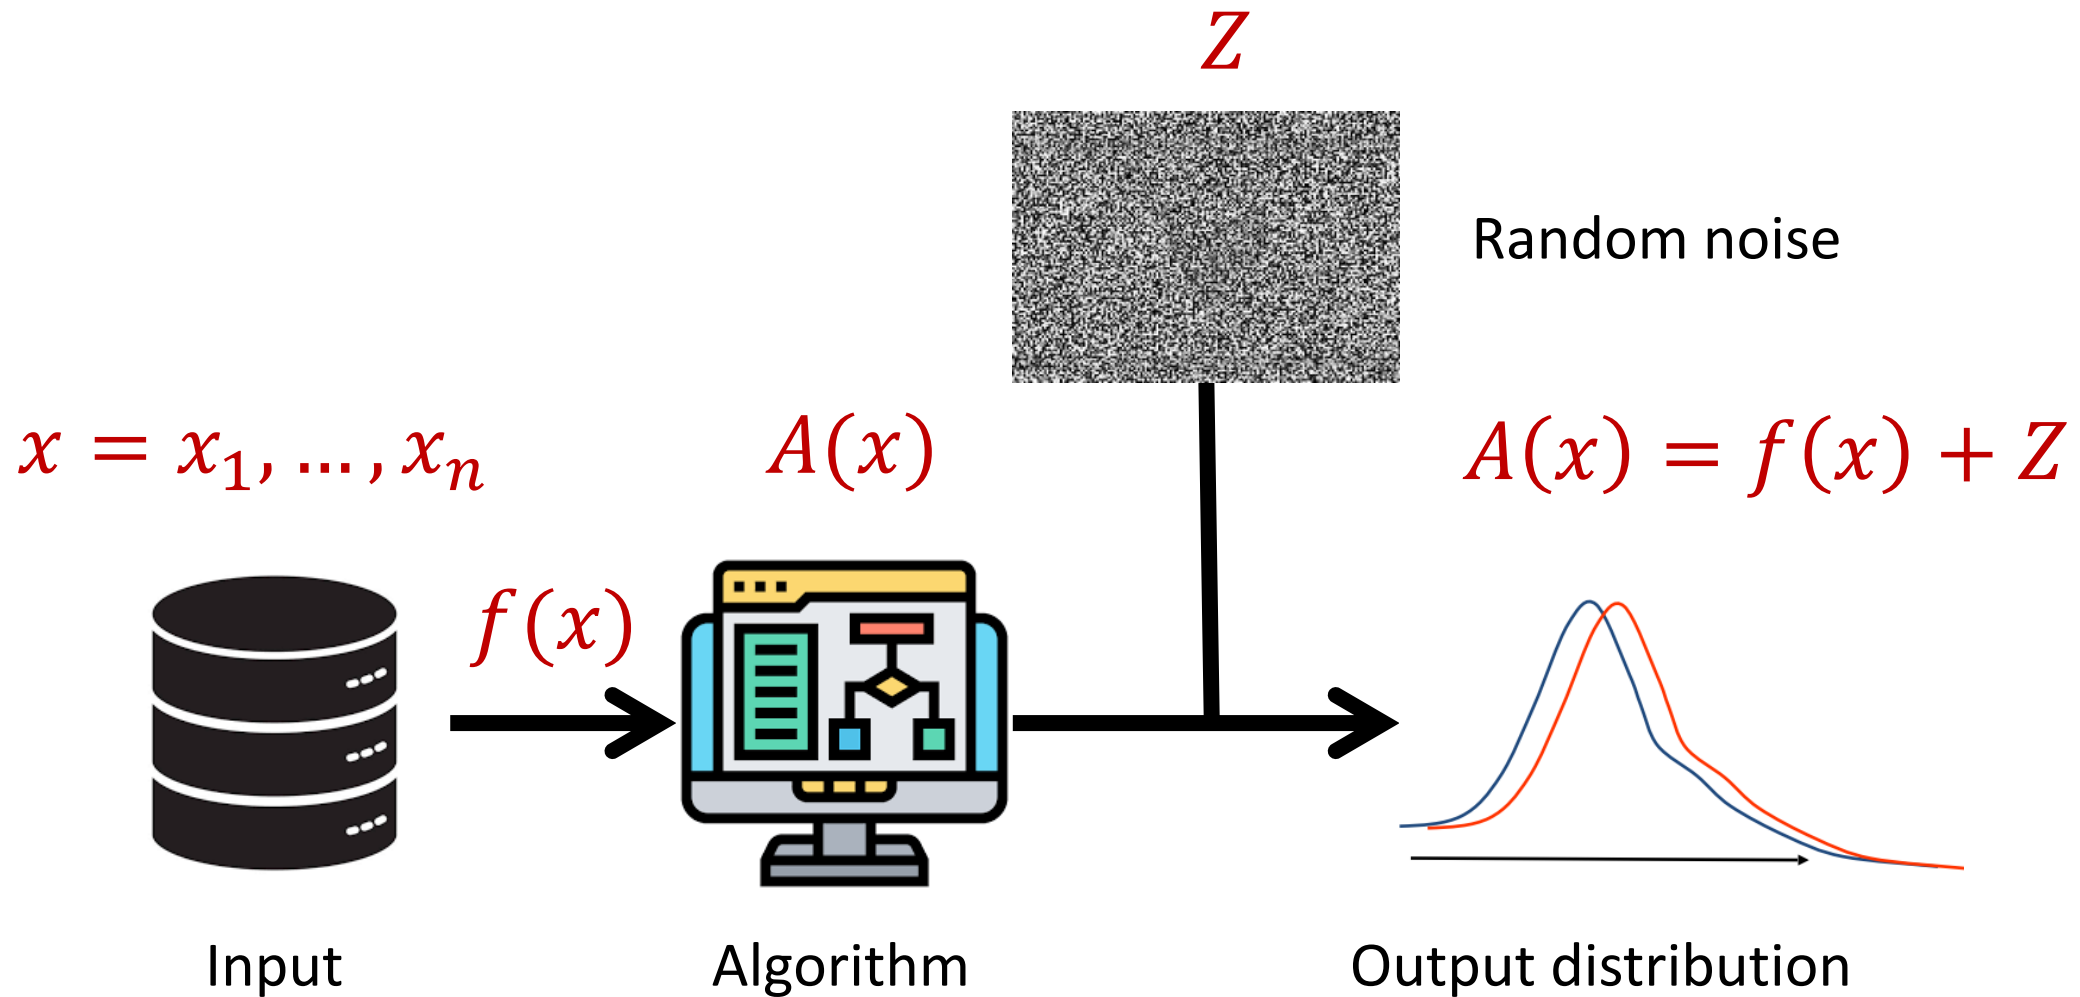 Z
Random noise
x = x₁, … , xₙ
A(x)
A(x) = f(x) + Z
f(x)
Input
Algorithm
Output distribution